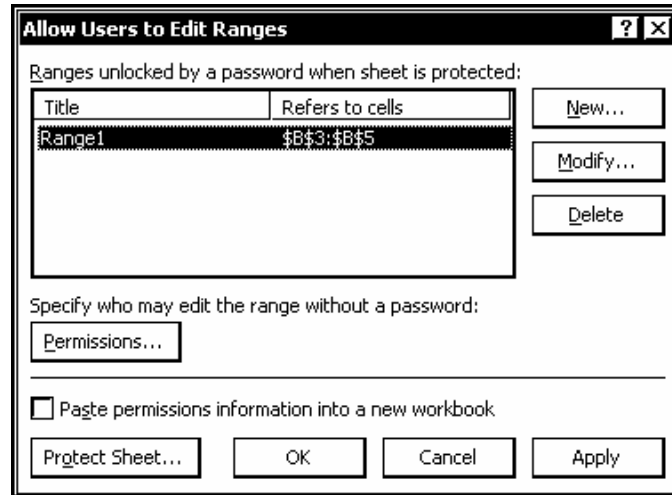 Allow Users to Edit Ranges
Ranges unlocked by a password when sheet is protected:
Title Refers to cells
Range1 $B$3:$B$5
New...
Modify...
Delete
Specify who may edit the range without a password:
Permissions...
Paste permissions information into a new workbook
Protect Sheet... OK Cancel Apply